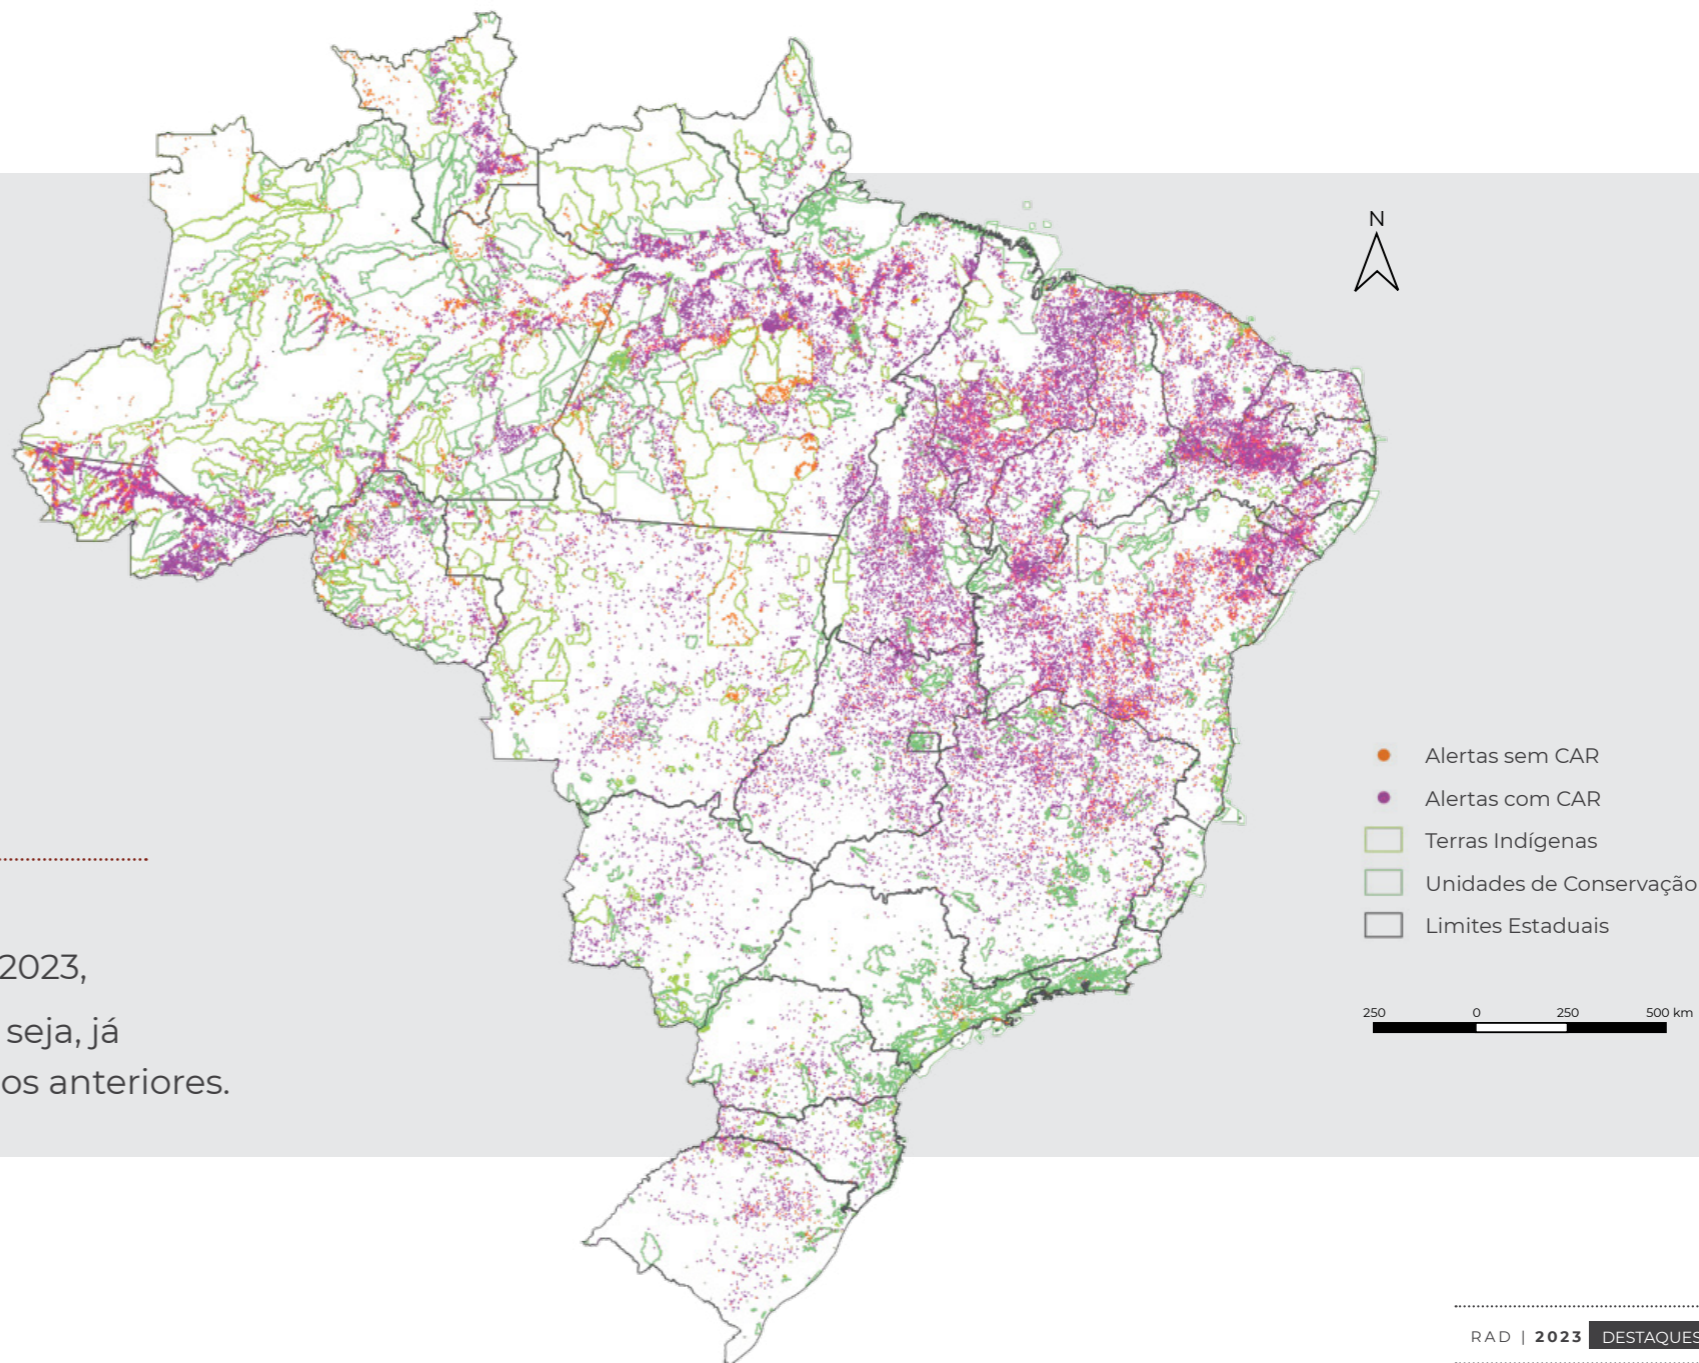 N
Alertas sem CAR
Alertas com CAR
Terras Indígenas
Unidades de Conservação
Limites Estaduais
250 0 250 500 km
2023,
seja, já
os anteriores.
RAD | 2023 DESTAQUES